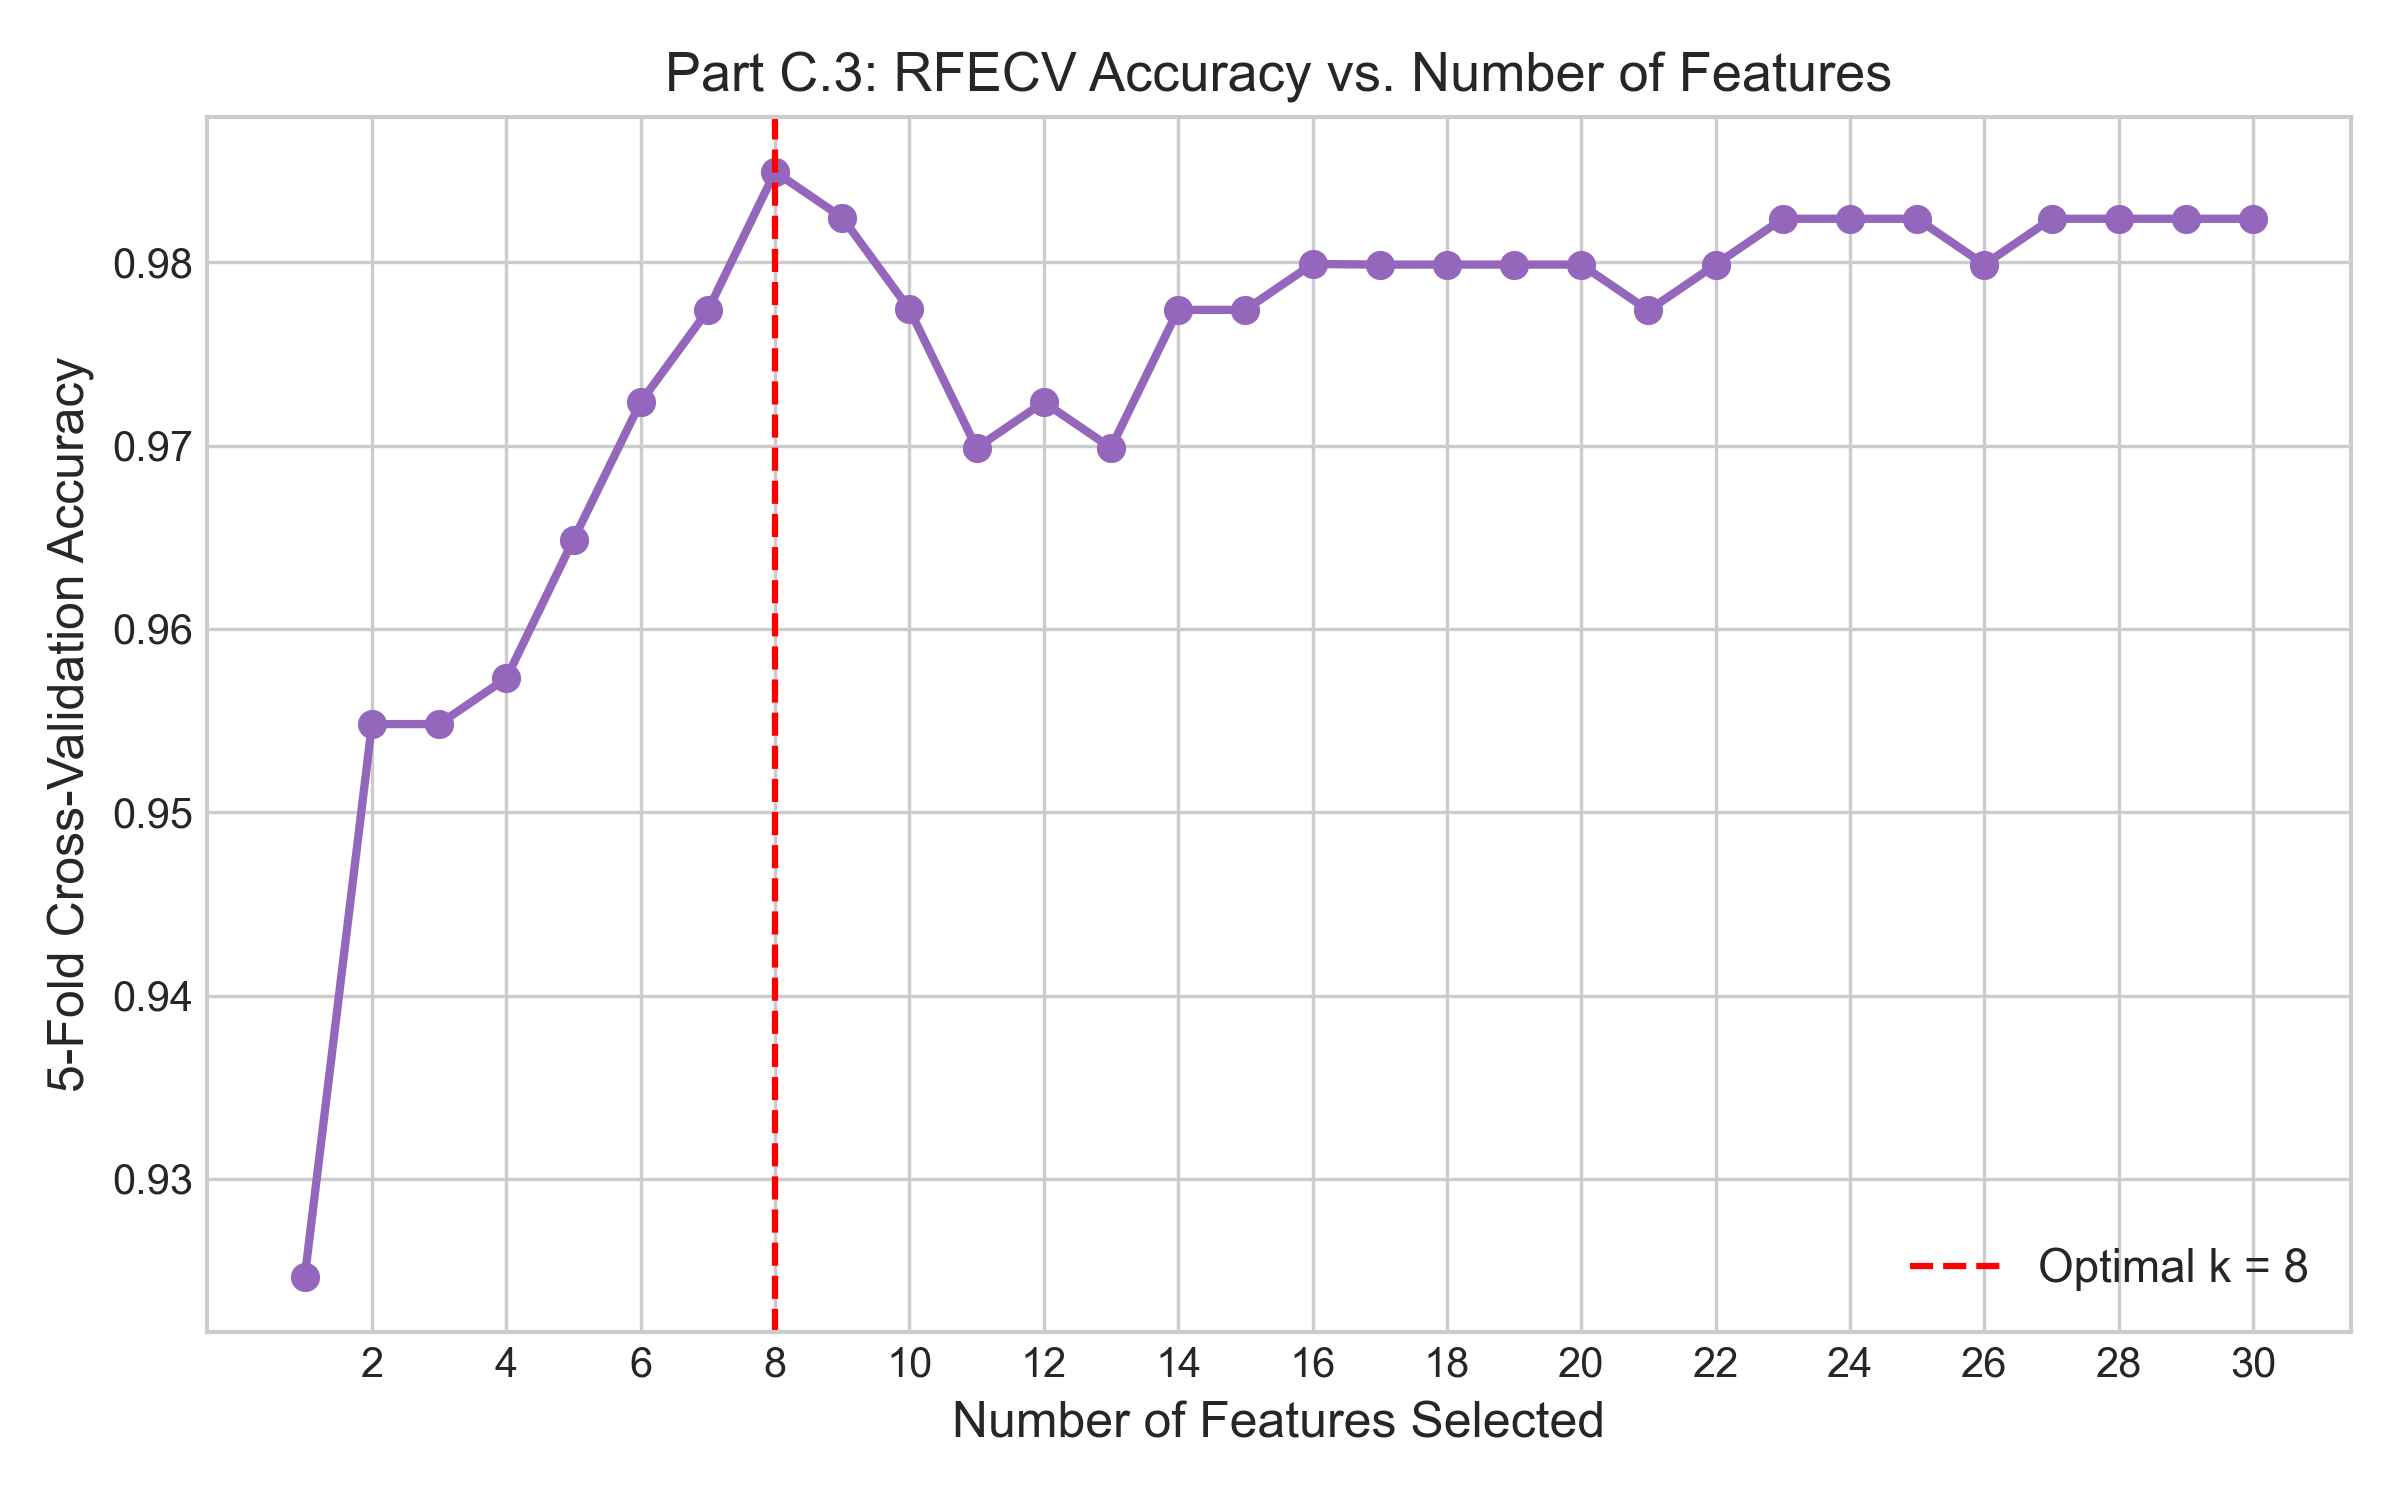 Part C.3: RFECV Accuracy vs. Number of Features
5-Fold Cross-Validation Accuracy
0.98
0.97
0.96
0.95
0.94
0.93
Optimal k = 8
2 4 6 8 10 12 14 16 18 20 22 24 26 28 30
Number of Features Selected